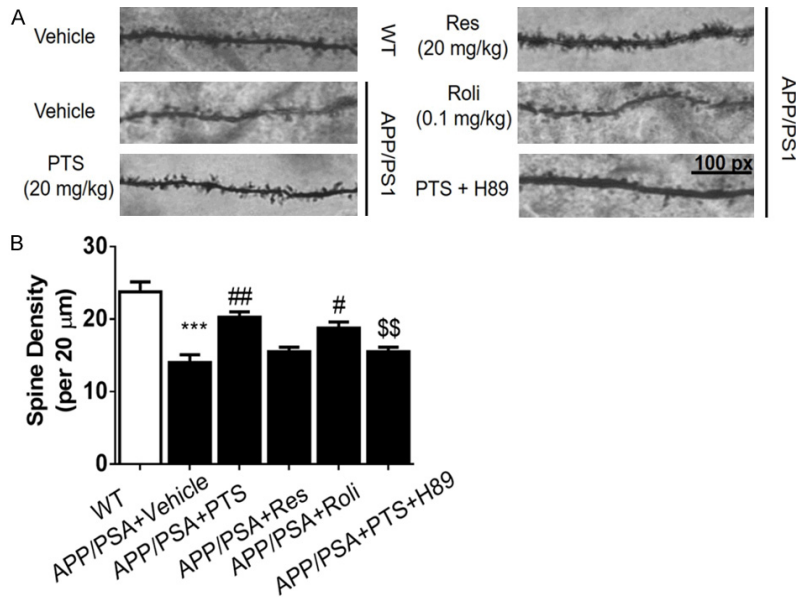 A
Vehicle
WT
Vehicle
PTS
(20 mg/kg)
APP/PS1
Res
(20 mg/kg)
Roli
(0.1 mg/kg)
PTS + H89
100 px
APP/PS1
B
Spine Density
(per 20 µm)
30
20
10
0
***
##
#
$$
WT
APP/PSA+Vehicle
APP/PSA+PTS
APP/PSA+Res
APP/PSA+Roli
APP/PSA+PTS+H89